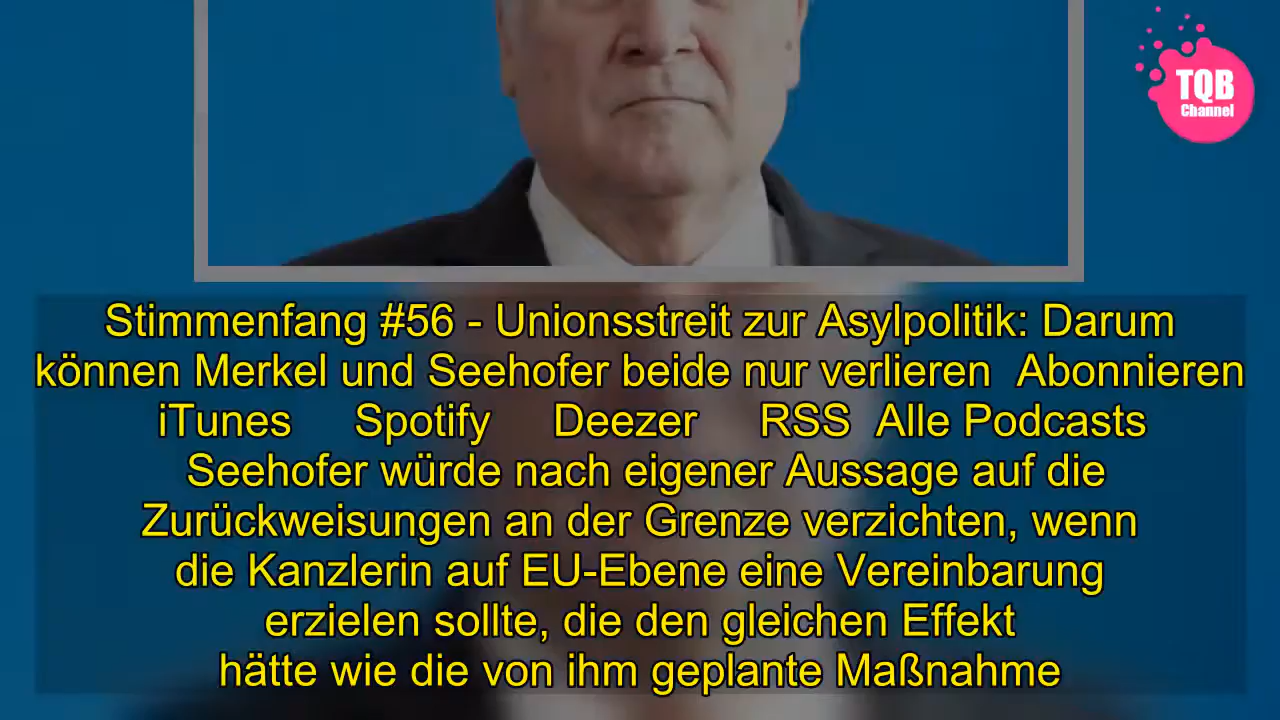 TQB
Channel
Stimmenfang #56 - Unionsstreit zur Asylpolitik: Darum
können Merkel und Seehofer beide nur verlieren Abonnieren
iTunes Spotify Deezer RSS Alle Podcasts
Seehofer würde nach eigener Aussage auf die
Zurückweisungen an der Grenze verzichten, wenn
die Kanzlerin auf EU-Ebene eine Vereinbarung
erzielen sollte, die den gleichen Effekt
hätte wie die von ihm geplante Maßnahme